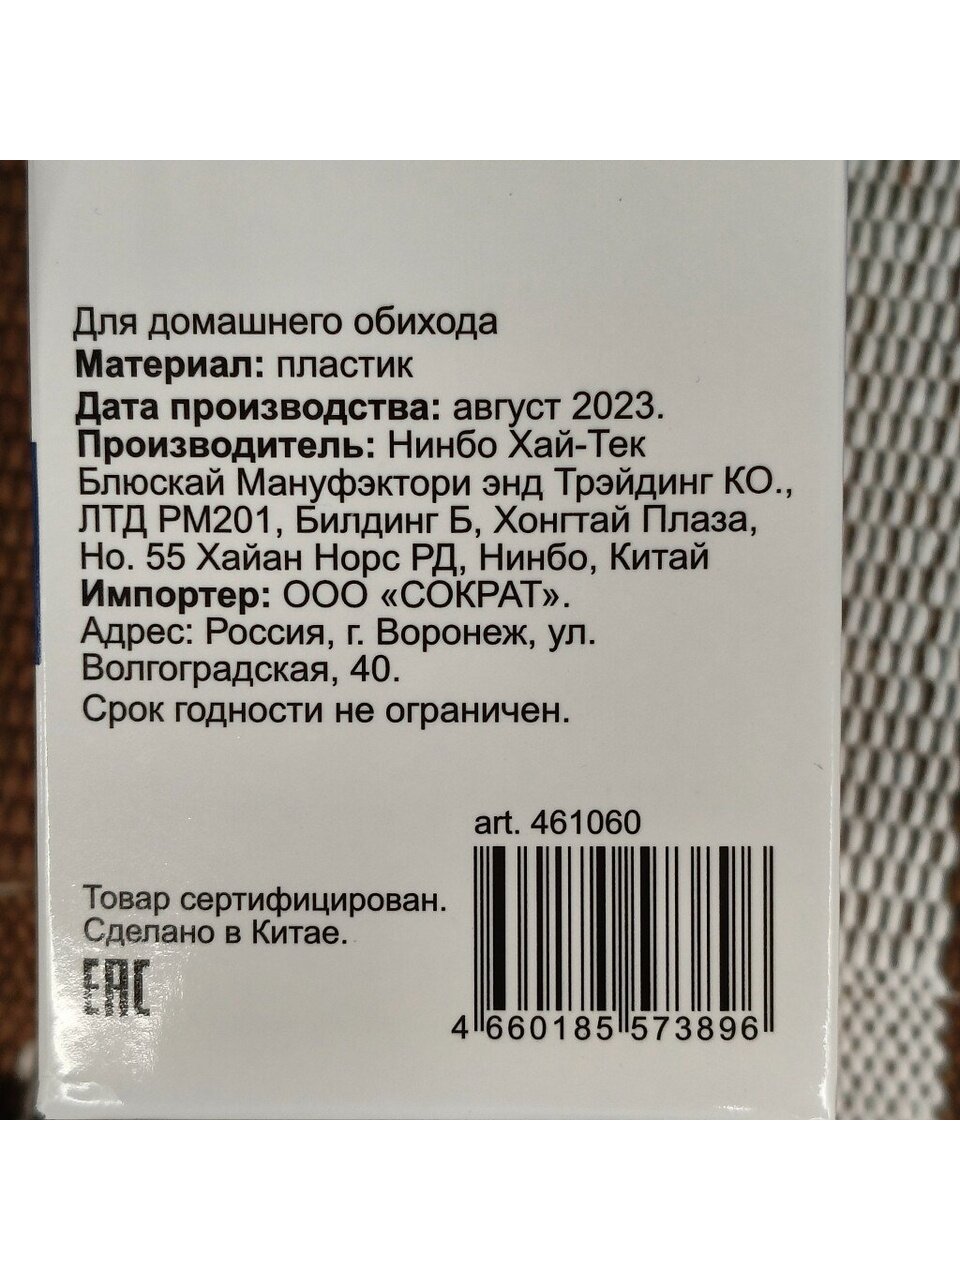 Для домашнего обихода
Материал: пластик
Дата производства: август 2023.
Производитель: Нинбо Хай-Тек
Блюскай Мануфэктори энд Трэйдинг КО.,
ЛТД РМ201, Билдинг Б, Хонгтай Плаза,
Но. 55 Хайан Норс РД, Нинбо, Китай
Импортер: ООО «СОКРАТ».
Адрес: Россия, г. Воронеж, ул.
Волгоградская, 40.
Срок годности не ограничен.
art. 461060
Товар сертифицирован.
Сделано в Китае.
EAC
4 660185 573896